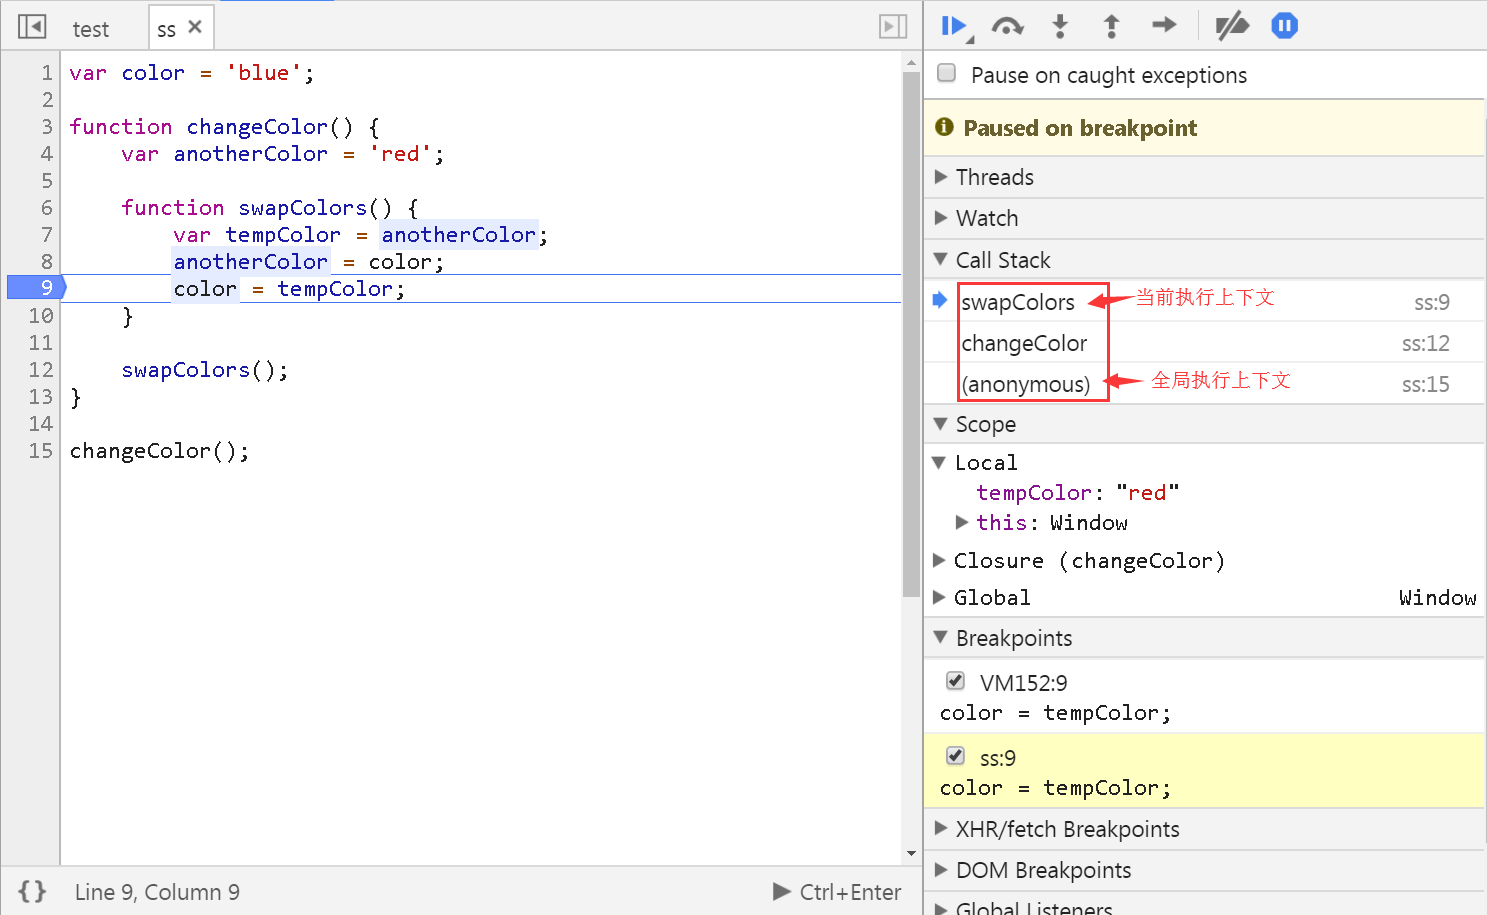 test
ss ×
1 var color = 'blue';
2
3 function changeColor() {
4     var anotherColor = 'red';
5
6     function swapColors() {
7         var tempColor = anotherColor;
8         anotherColor = color;
9         color = tempColor;
10     }
11
12     swapColors();
13 }
14
15 changeColor();
{} Line 9, Column 9
Ctrl+Enter
Pause on caught exceptions
Paused on breakpoint
Threads
Watch
Call Stack
swapColors 当前执行上下文 ss:9
changeColor ss:12
(anonymous) 全局执行上下文 ss:15
Scope
Local
tempColor: "red"
this: Window
Closure (changeColor)
Global Window
Breakpoints
VM152:9
color = tempColor;
ss:9
color = tempColor;
XHR/fetch Breakpoints
DOM Breakpoints
Global Listeners